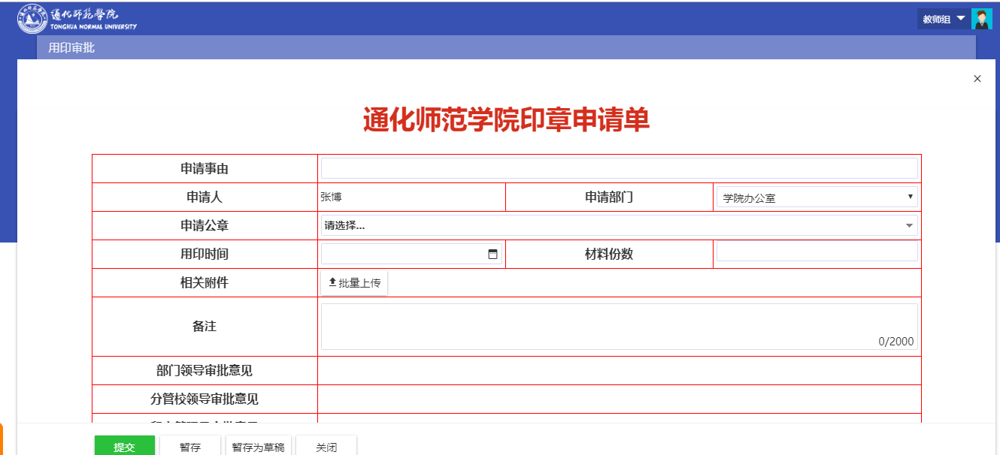 通化师范学院
TONGHUA NORMAL UNIVERSITY
教师组
用印审批
×
通化师范学院印章申请单
申请事由
申请人 张博 申请部门 学院办公室
申请公章 请选择...
用印时间 材料份数
相关附件 批量上传
备注
0/2000
部门领导审批意见
分管校领导审批意见
提交 暂存 暂存为草稿 关闭